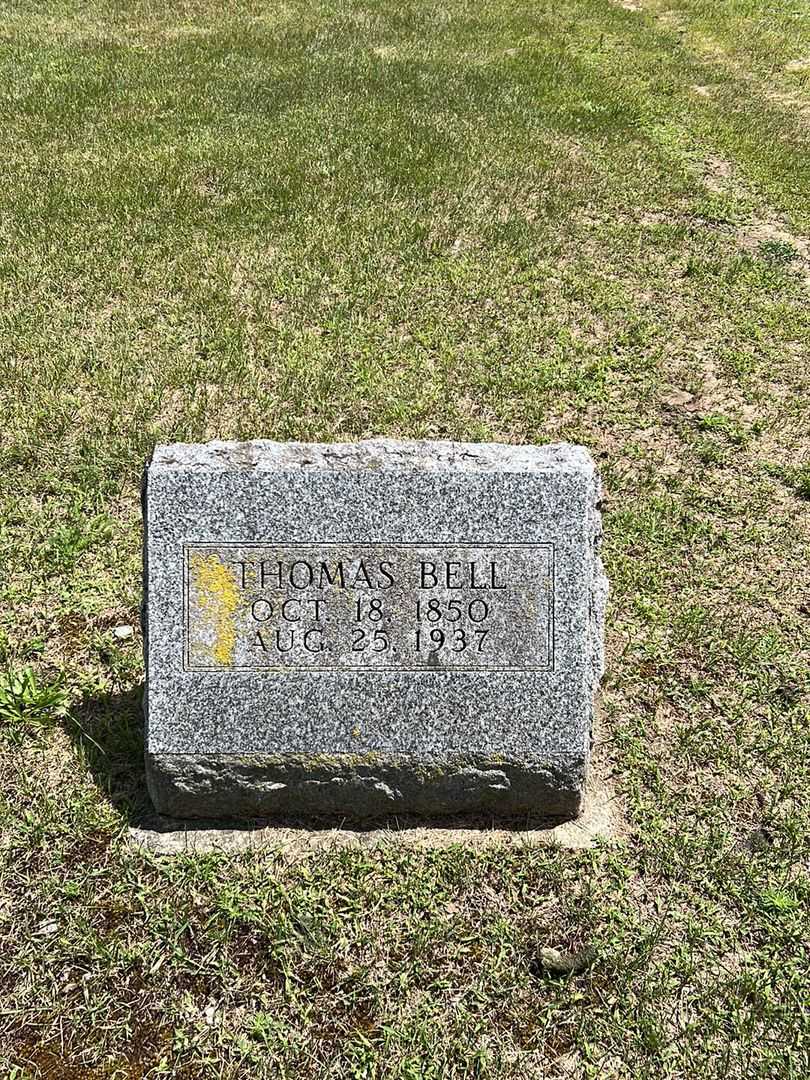 THOMAS BELL
OCT. 18, 1850
AUG. 25, 1937